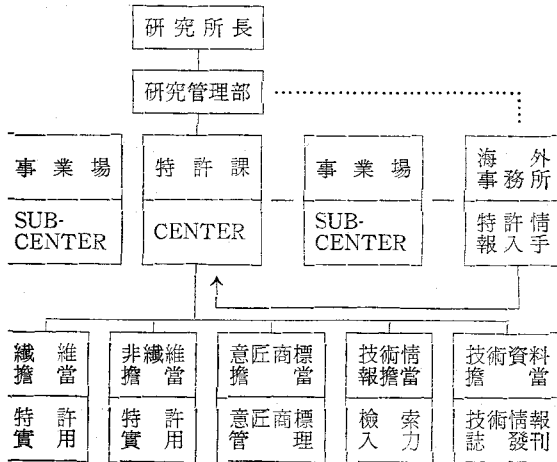 研究所長
研究管理部
事業場 特許課 事業場 海外
事務所
SUB-
CENTER CENTER SUB-
CENTER 特許情
報入手
纖維
擔當 非纖維
擔當 意匠商標
擔當 技術情
報擔當 技術資料
擔當
特許
實用 特許
實用 意匠商標
管理 檢索
入力 技術情報
誌發刊